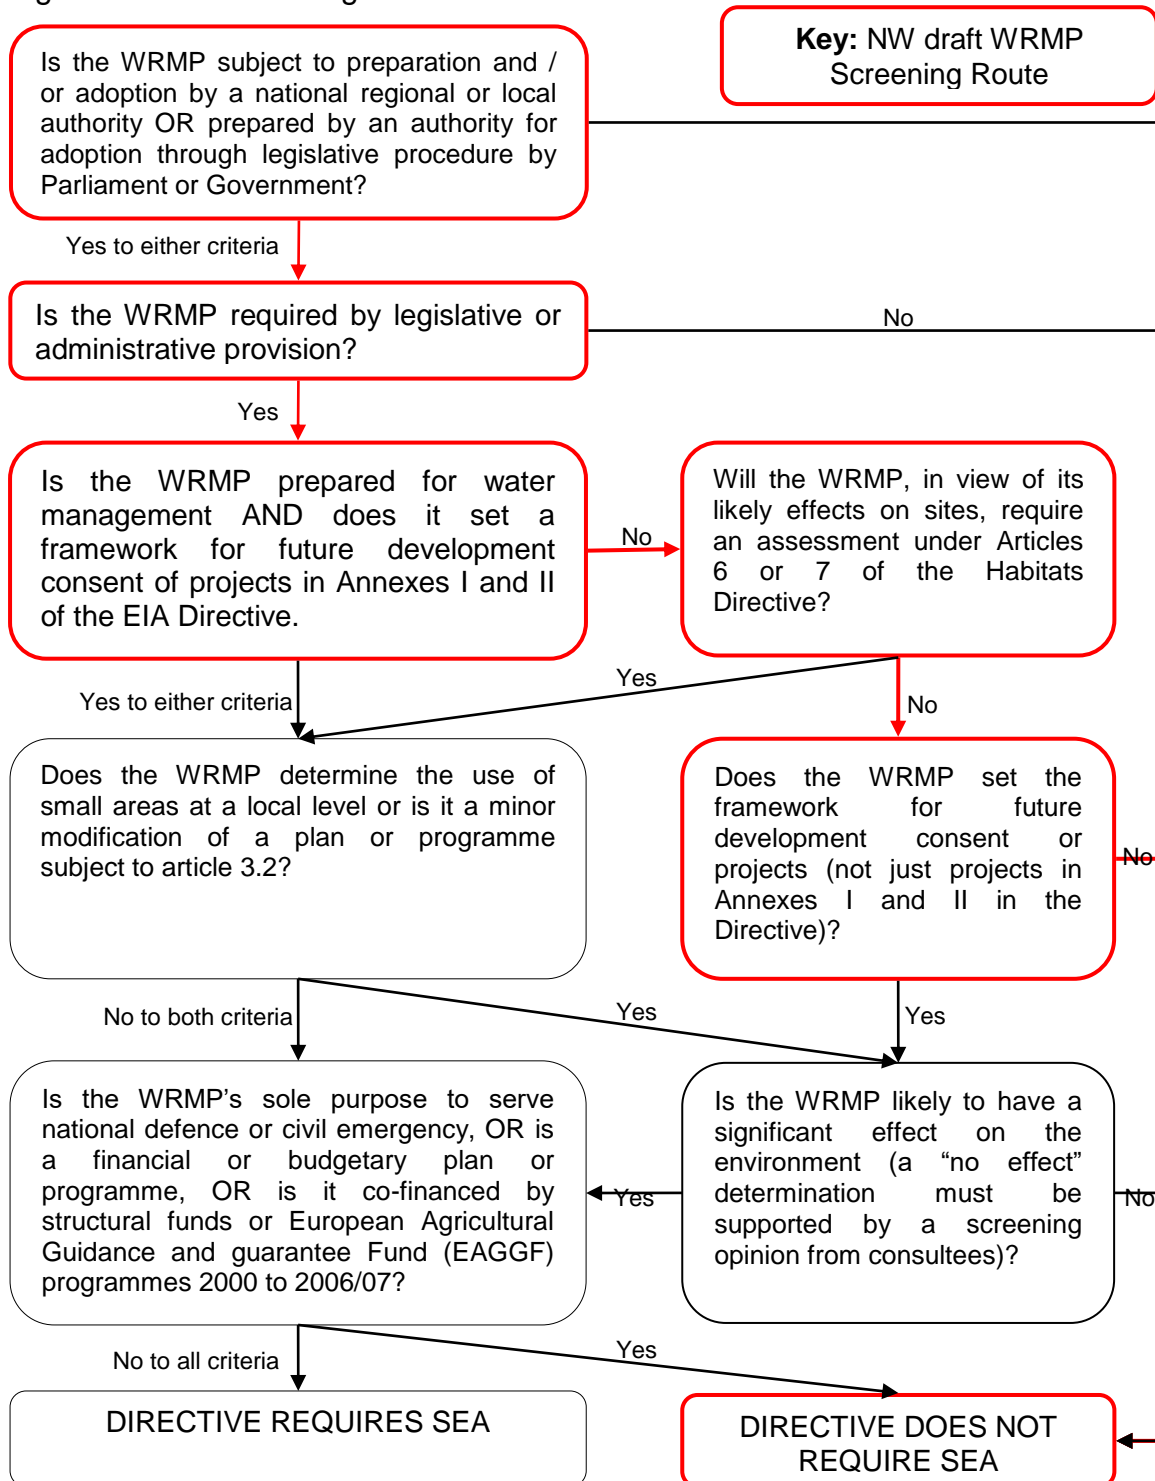 Key: NW draft WRMP
Screening Route
Is the WRMP subject to preparation and /
or adoption by a national regional or local
authority OR prepared by an authority for
adoption through legislative procedure by
Parliament or Government?
Yes to either criteria
Is the WRMP required by legislative or
administrative provision?
No
Yes
Is the WRMP prepared for water
management AND does it set a
framework for future development
consent of projects in Annexes I and II
of the EIA Directive.
No
Will the WRMP, in view of its
likely effects on sites, require
an assessment under Articles
6 or 7 of the Habitats
Directive?
Yes to either criteria
Yes
No
Does the WRMP determine the use of
small areas at a local level or is it a minor
modification of a plan or programme
subject to article 3.2?
Does the WRMP set the
framework for future
development consent or
projects (not just projects in
Annexes I and II in the
Directive)?
No
No to both criteria
Yes
Yes
Is the WRMP’s sole purpose to serve
national defence or civil emergency, OR is
a financial or budgetary plan or
programme, OR is it co-financed by
structural funds or European Agricultural
Guidance and guarantee Fund (EAGGF)
programmes 2000 to 2006/07?
Yes
Is the WRMP likely to have a
significant effect on the
environment (a “no effect”
determination must be
supported by a screening
opinion from consultees)?
No
No to all criteria
Yes
DIRECTIVE REQUIRES SEA
DIRECTIVE DOES NOT
REQUIRE SEA